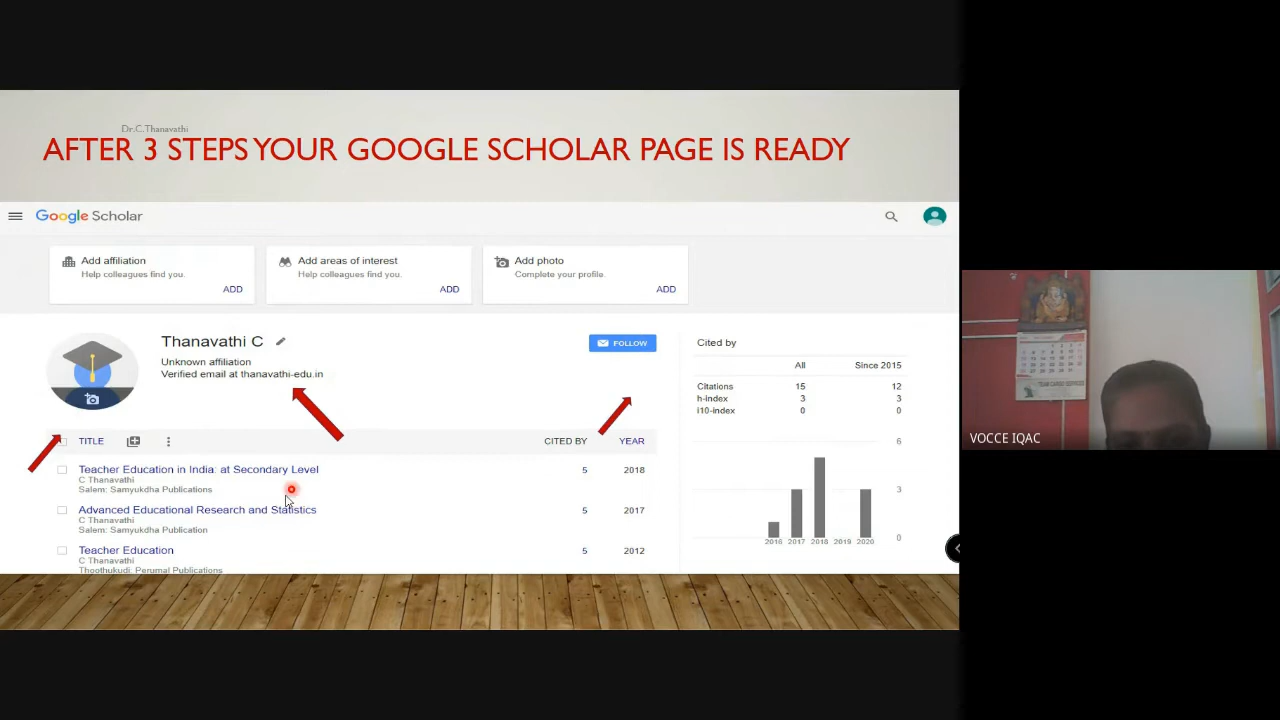 Dr.C.Thanavathi
AFTER 3 STEPS YOUR GOOGLE SCHOLAR PAGE IS READY
Google Scholar
Add affiliation
Help colleagues find you.
ADD
Add areas of interest
Help colleagues find you.
ADD
Add photo
Complete your profile.
ADD
Thanavathi C
Unknown affiliation
Verified email at thanavathi-edu.in
FOLLOW
TITLE CITED BY YEAR
Teacher Education in India: at Secondary Level 5 2018
C Thanavathi
Salem: Samyukdha Publications
Advanced Educational Research and Statistics 5 2017
C Thanavathi
Salem: Samyukdha Publication
Teacher Education 5 2012
C Thanavathi
Thoothukudi: Perumal Publications
Cited by
All Since 2015
Citations 15 12
h-index 3 3
i10-index 0 0
6
3
0
2016 2017 2018 2019 2020
VOCCE IQAC